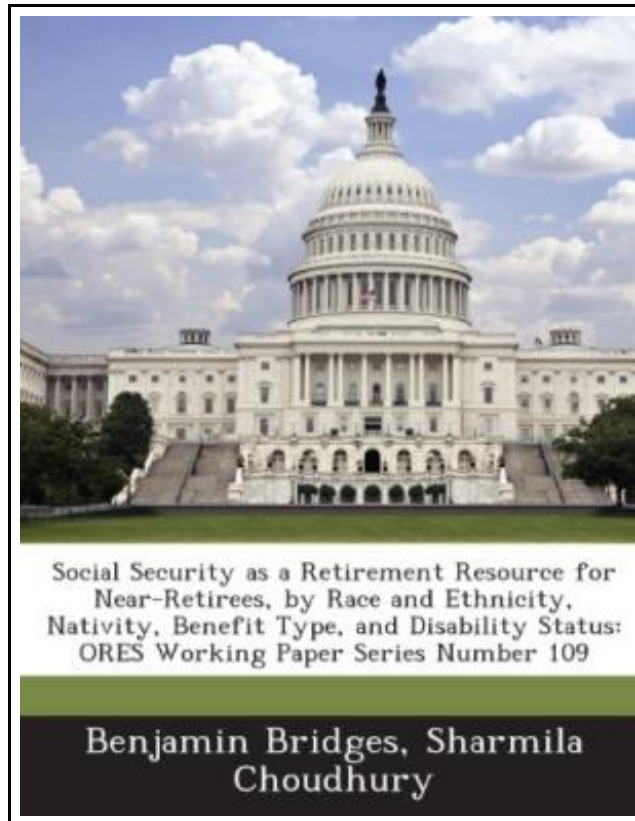 Social Security as a Retirement Resource for
Near-Retirees, by Race and Ethnicity,
Nativity, Benefit Type, and Disability Status:
ORES Working Paper Series Number 109
Benjamin Bridges, Sharmila
Choudhury